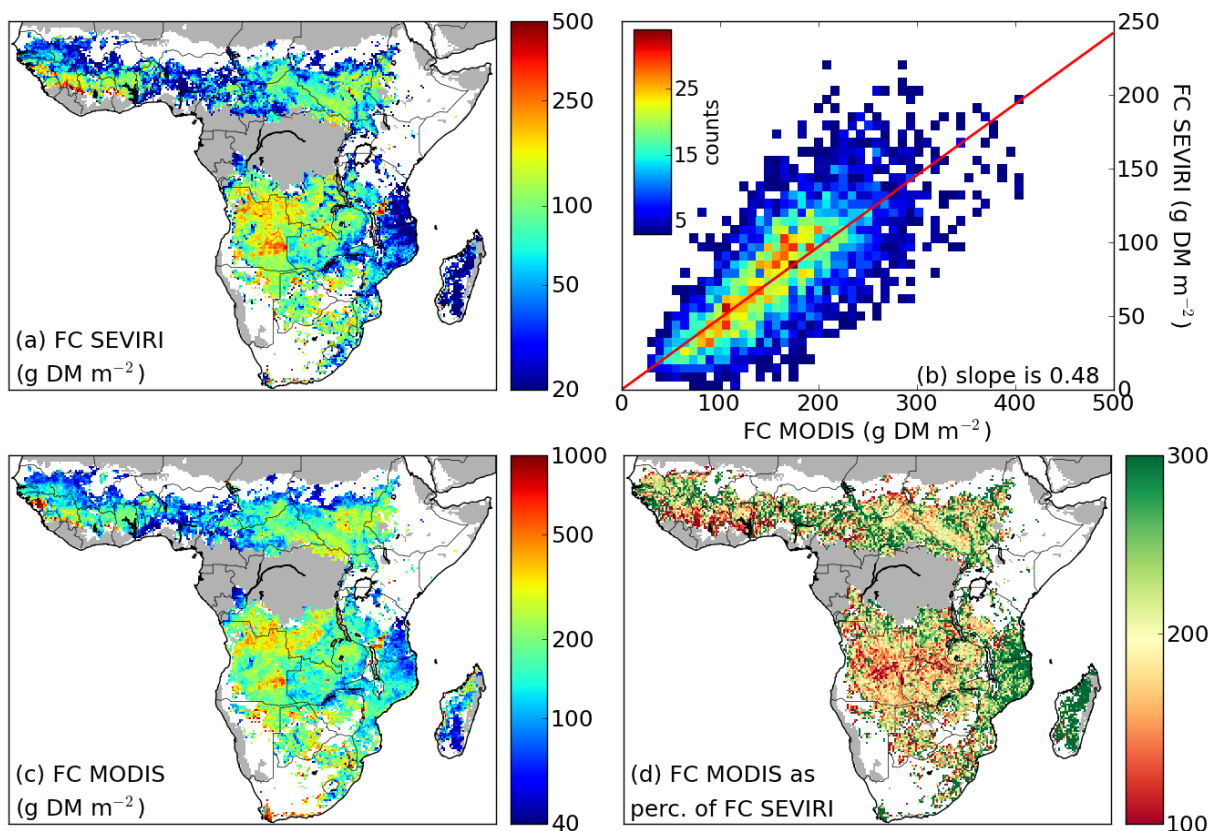 500
250
100
50
20
(a) FC SEVIRI
(g DM m⁻²)
25
15
5
counts
250
200
150
100
50
0
FC SEVIRI (g DM m⁻²)
(b) slope is 0.48
0 100 200 300 400 500
FC MODIS (g DM m⁻²)
1000
500
200
100
40
(c) FC MODIS
(g DM m⁻²)
300
200
100
(d) FC MODIS as
perc. of FC SEVIRI